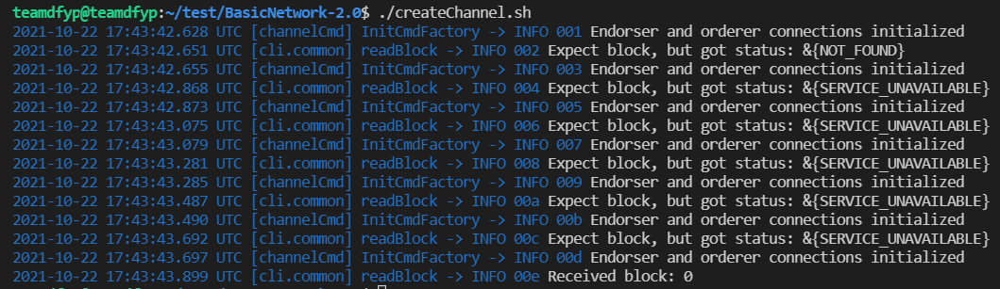 teamdfyp@teamdfyp:~/test/BasicNetwork-2.0$ ./createChannel.sh
2021-10-22 17:43:42.628 UTC [channelCmd] InitCmdFactory -> INFO 001 Endorser and orderer connections initialized
2021-10-22 17:43:42.651 UTC [cli.common] readBlock -> INFO 002 Expect block, but got status: &{NOT_FOUND}
2021-10-22 17:43:42.655 UTC [channelCmd] InitCmdFactory -> INFO 003 Endorser and orderer connections initialized
2021-10-22 17:43:42.868 UTC [cli.common] readBlock -> INFO 004 Expect block, but got status: &{SERVICE_UNAVAILABLE}
2021-10-22 17:43:42.873 UTC [channelCmd] InitCmdFactory -> INFO 005 Endorser and orderer connections initialized
2021-10-22 17:43:43.075 UTC [cli.common] readBlock -> INFO 006 Expect block, but got status: &{SERVICE_UNAVAILABLE}
2021-10-22 17:43:43.079 UTC [channelCmd] InitCmdFactory -> INFO 007 Endorser and orderer connections initialized
2021-10-22 17:43:43.281 UTC [cli.common] readBlock -> INFO 008 Expect block, but got status: &{SERVICE_UNAVAILABLE}
2021-10-22 17:43:43.285 UTC [channelCmd] InitCmdFactory -> INFO 009 Endorser and orderer connections initialized
2021-10-22 17:43:43.487 UTC [cli.common] readBlock -> INFO 00a Expect block, but got status: &{SERVICE_UNAVAILABLE}
2021-10-22 17:43:43.490 UTC [channelCmd] InitCmdFactory -> INFO 00b Endorser and orderer connections initialized
2021-10-22 17:43:43.692 UTC [cli.common] readBlock -> INFO 00c Expect block, but got status: &{SERVICE_UNAVAILABLE}
2021-10-22 17:43:43.697 UTC [channelCmd] InitCmdFactory -> INFO 00d Endorser and orderer connections initialized
2021-10-22 17:43:43.899 UTC [cli.common] readBlock -> INFO 00e Received block: 0